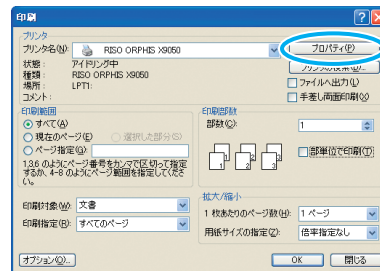 印刷
プリンタ
プリンタ名(N): RISO ORPHIS X9050 プロパティ(P)
状態: アイドリング中 プリンタの検索(D)...
種類: RISO ORPHIS X9050
場所: LPT1: ファイルへ出力(L)
コメント: 手差し両面印刷(X)
印刷範囲 印刷部数
すべて(A) 部数(C): 1
現在のページ(E) 選択した部分(S)
ページ指定(G): 部単位で印刷(T)
1,3,6 のようにページ番号をカンマで区切って指定
するか、4-8 のようにページ範囲を指定してくださ
い。
拡大/縮小
印刷対象(W): 文書 1 枚あたりのページ数(H): 1 ページ
印刷指定(R): すべてのページ 用紙サイズの指定(Z): 倍率指定なし
オプション(O)... OK 閉じる